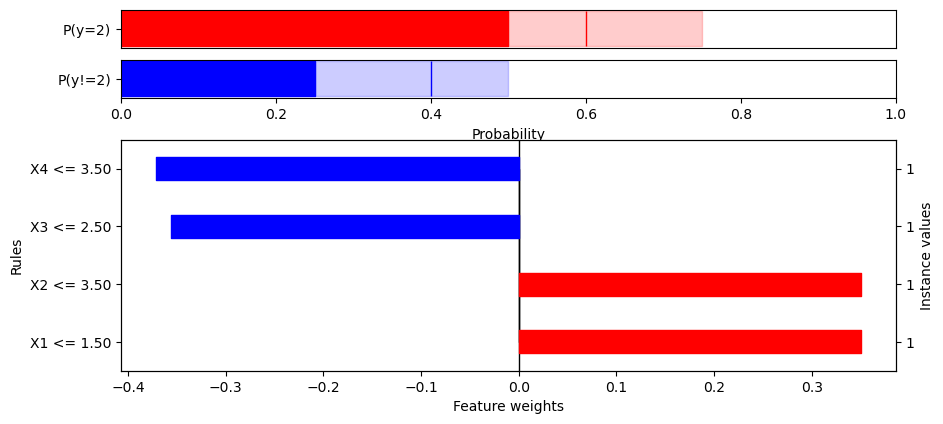 P(y=2)
P(y!=2)
0.0 0.2 0.4 0.6 0.8 1.0
Probability
X4 <= 3.50 1
X3 <= 2.50 1
X2 <= 3.50 1
X1 <= 1.50 1
Rules
Instance values
−0.4 −0.3 −0.2 −0.1 0.0 0.1 0.2 0.3
Feature weights